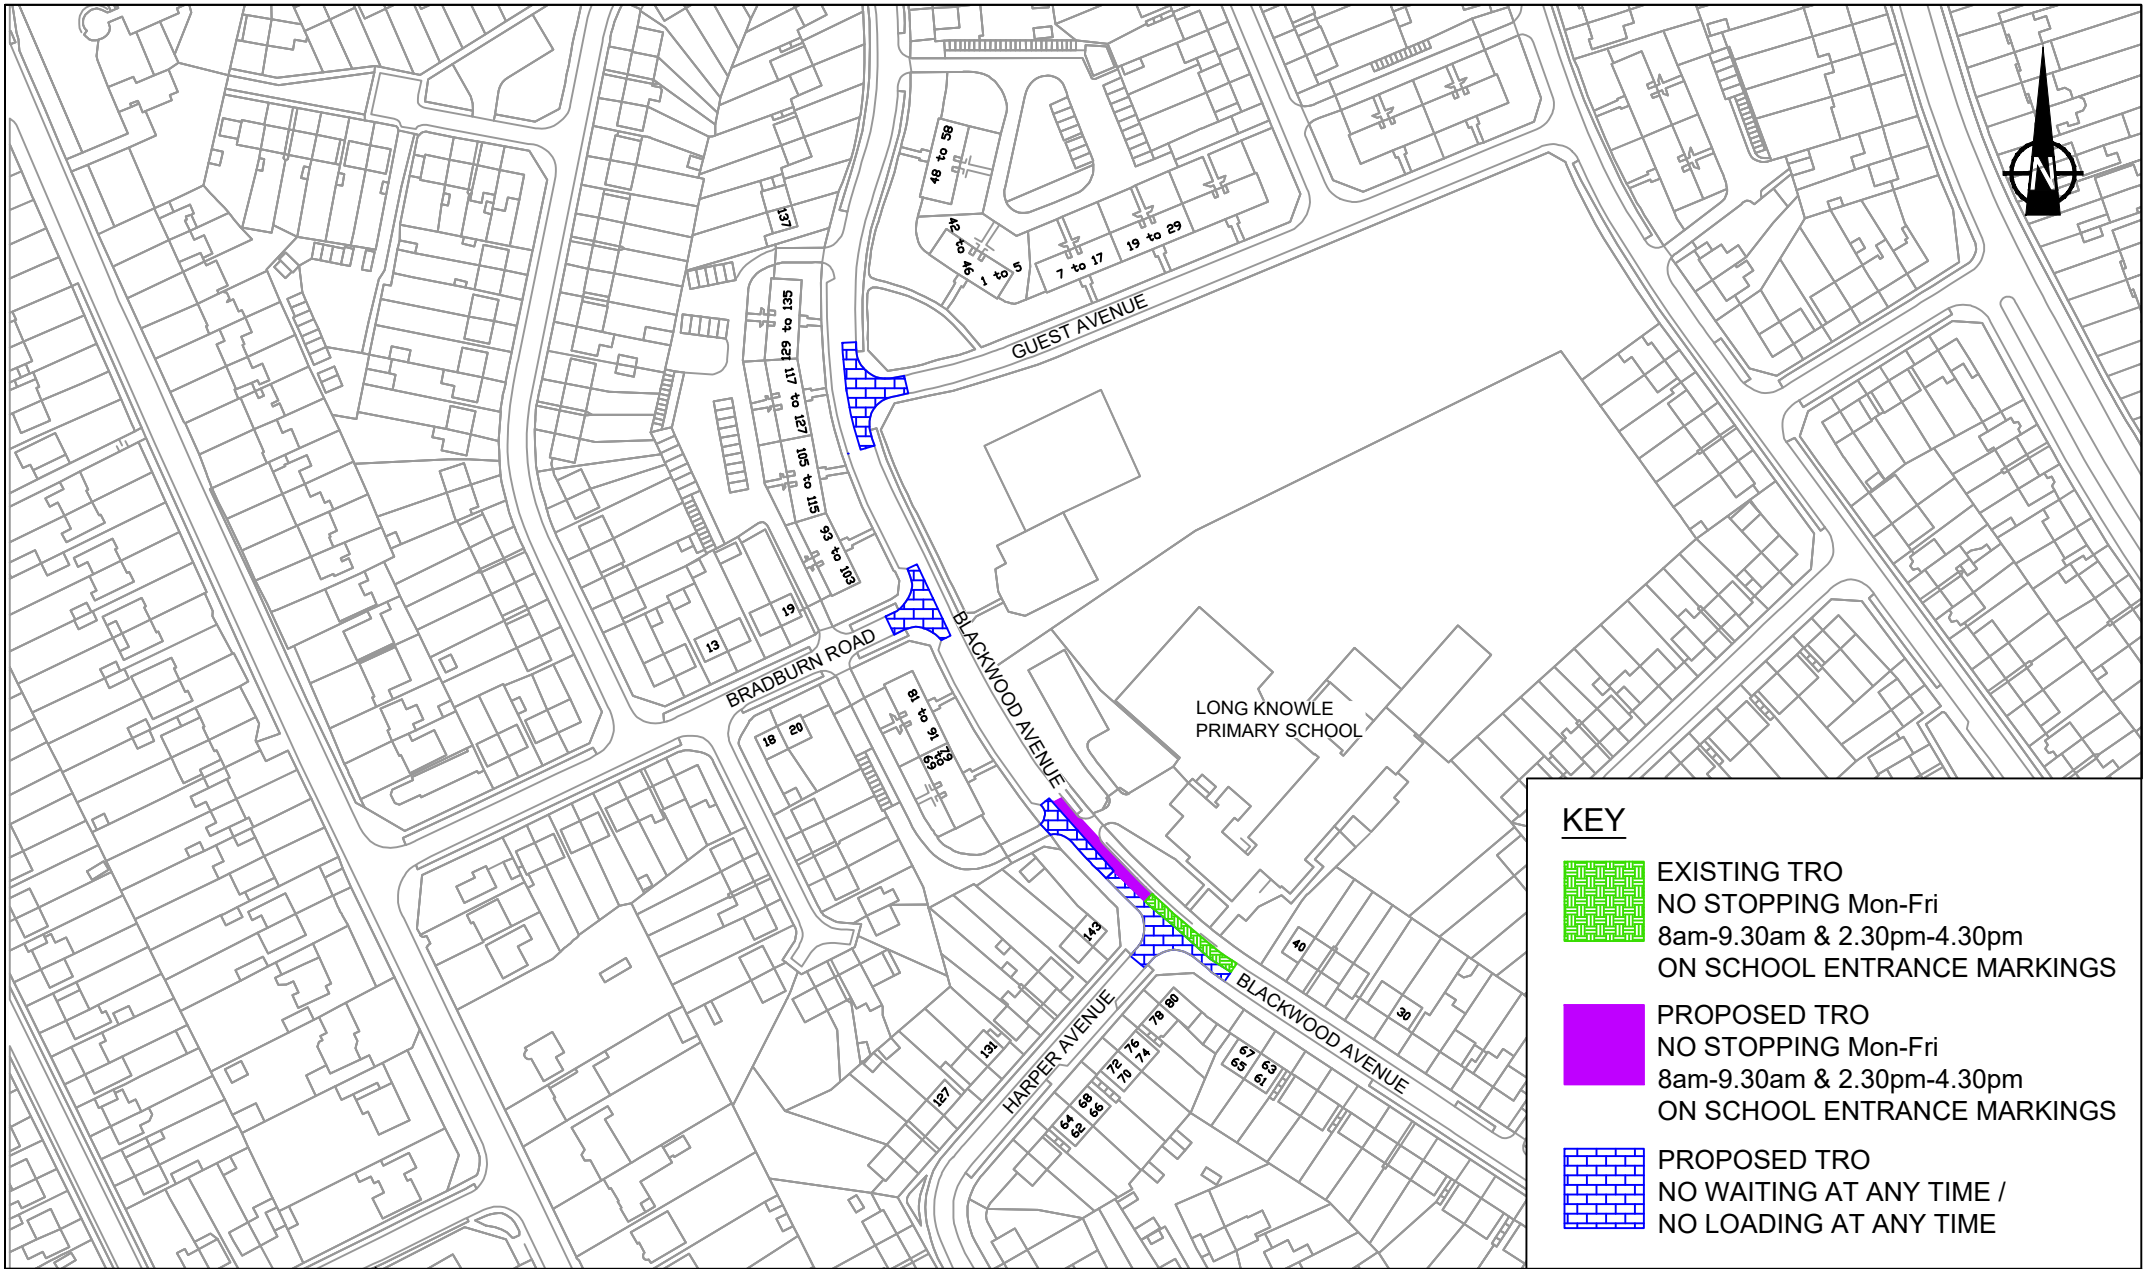 48 to 58
137
42 to 46
1 to 5
7 to 17
19 to 29
N
129 to 135
GUEST AVENUE
117 to 127
105 to 115
93 to 103
19
13
BRADBURN ROAD
BLACKWOOD AVENUE
81 to 91
69 to 79
18
20
LONG KNOWLE
PRIMARY SCHOOL
143
40
30
BLACKWOOD AVENUE
HARPER AVENUE
131
127
80
78
76
74
72
70
68
66
64
62
67
65
63
61
KEY
EXISTING TRO
NO STOPPING Mon-Fri
8am-9.30am & 2.30pm-4.30pm
ON SCHOOL ENTRANCE MARKINGS
PROPOSED TRO
NO STOPPING Mon-Fri
8am-9.30am & 2.30pm-4.30pm
ON SCHOOL ENTRANCE MARKINGS
PROPOSED TRO
NO WAITING AT ANY TIME /
NO LOADING AT ANY TIME